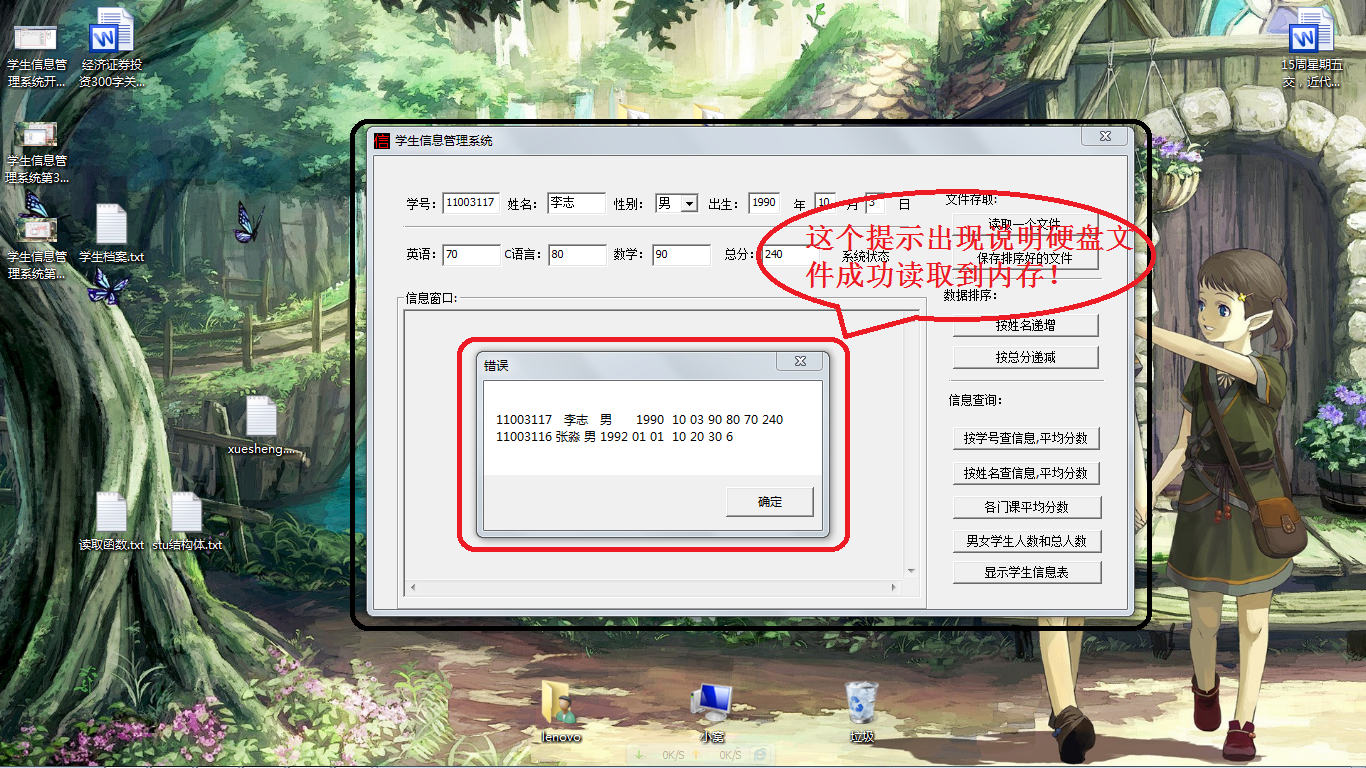 学生信息管
理系统开...
经济证券投
资300字关...
15周星期五
交，近代...
学生信息管
理系统第3...
学生信息管
理系统第...
学生档案.txt
xuesheng....
读取函数.txt
stu结构体.txt
信 学生信息管理系统
学号: 11003117 姓名: 李志 性别: 男 出生: 1990 年 10 月 3 日
英语: 70 C语言: 80 数学: 90 总分: 240 系统状态
信息窗口:
文件存取:
读取一个文件
保存排序好的文件
这个提示出现说明硬盘文
件成功读取到内存！
数据排序:
按姓名递增
按总分递减
信息查询:
按学号查信息,平均分数
按姓名查信息,平均分数
各门课平均分数
男女学生人数和总人数
显示学生信息表
错误
11003117 李志 男 1990 10 03 90 80 70 240
11003116 张淼 男 1992 01 01 10 20 30 6
确定
lenovo
小窝
垃圾
0K/S 0K/S